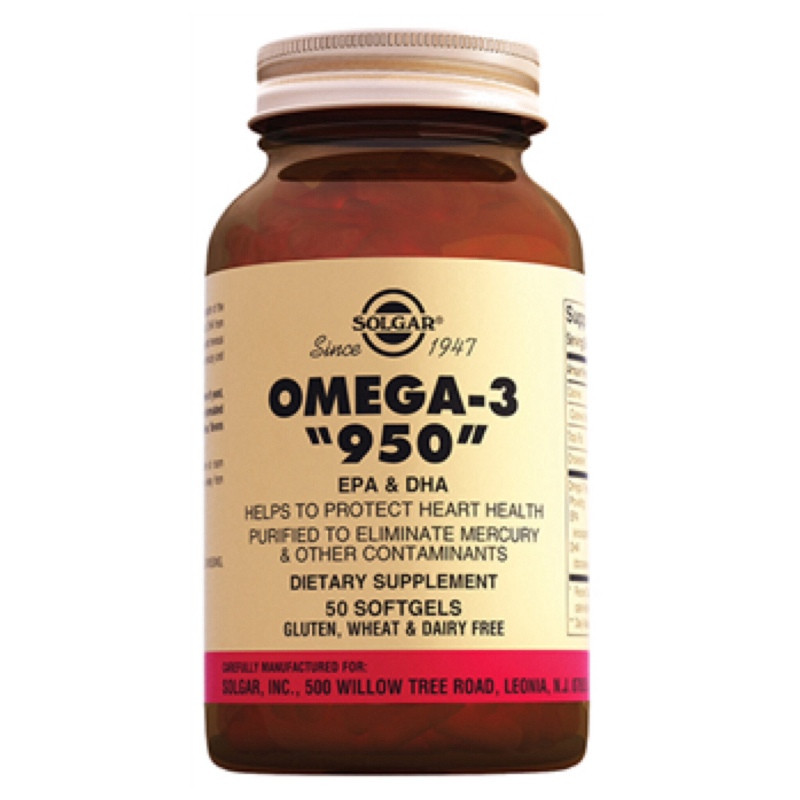 SOLGAR®
Since 1947
OMEGA-3
"950"
EPA & DHA
HELPS TO PROTECT HEART HEALTH
PURIFIED TO ELIMINATE MERCURY
& OTHER CONTAMINANTS
DIETARY SUPPLEMENT
50 SOFTGELS
GLUTEN, WHEAT & DAIRY FREE
CAREFULLY MANUFACTURED FOR:
SOLGAR, INC., 500 WILLOW TREE ROAD, LEONIA, N.J.